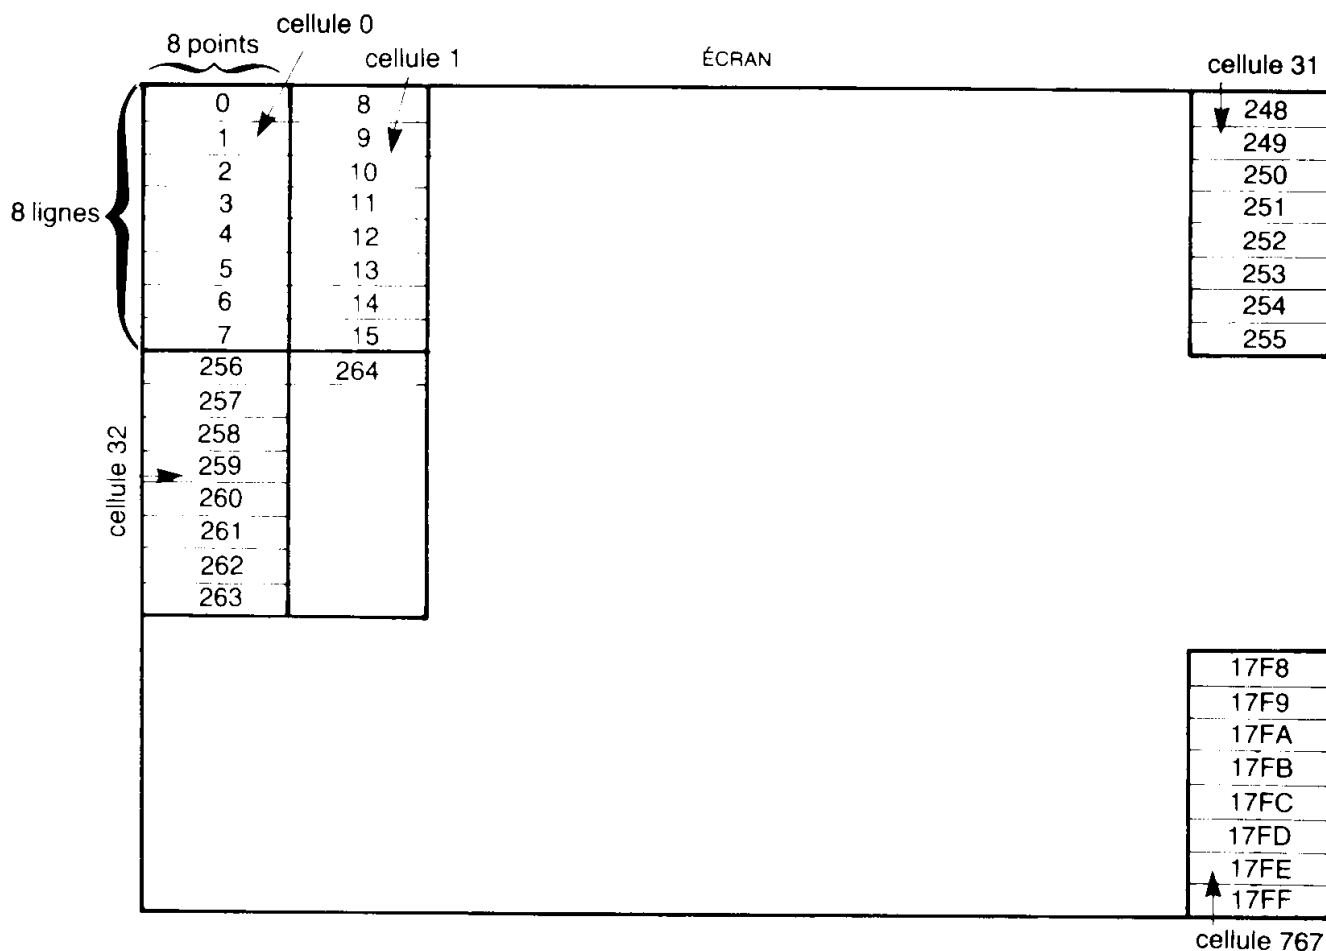 cellule 0
8 points
cellule 1
ÉCRAN
cellule 31
8 lignes
0 8 248
1 9 249
2 10 250
3 11 251
4 12 252
5 13 253
6 14 254
7 15 255
256 264
257
258
cellule 32
259
260
261
262
263
17F8
17F9
17FA
17FB
17FC
17FD
17FE
17FF
cellule 767